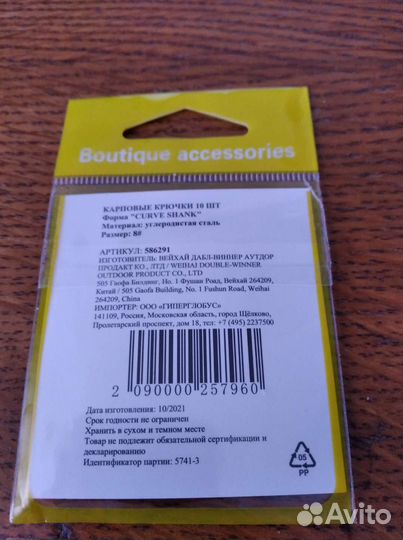 Boutique accessories
КАРПОВЫЕ КРЮЧКИ 10 ШТ
Форма "CURVE SHANK"
Материал: углеродистая сталь
Размер: 8#
АРТИКУЛ: 586291
ИЗГОТОВИТЕЛЬ: ВЕЙХАЙ ДАБЛ-ВИННЕР АУТДОР
ПРОДАКТ КО., ЛТД / WEIHAI DOUBLE-WINNER
OUTDOOR PRODUCT CO., LTD
505 Гаофа Билдинг, No. 1 Фушан Роад, Вейхай 264209,
Китай / 505 Gaofa Building, No. 1 Fushun Road, Weihai
264209, China
ИМПОРТЕР: ООО «ГИПЕРГЛОБУС»
141109, Россия, Московская область, город Щёлково,
Пролетарский проспект, дом 18, тел: +7 (495) 2237500
2 090000 257960
Дата изготовления: 10/2021
Срок годности не ограничен
Хранить в сухом и темном месте
Товар не подлежит обязательной сертификации и
декларированию
Идентификатор партии: 5741-3
05
PP
Avito